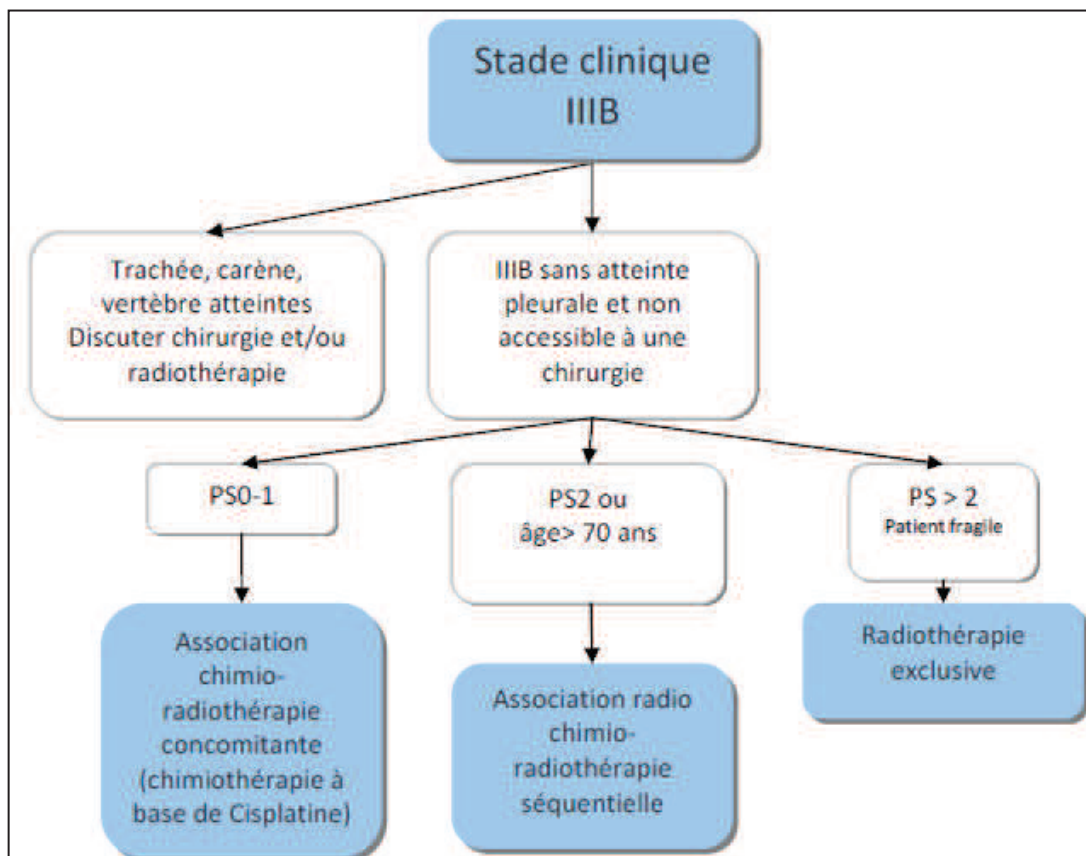 Stade clinique
IIIB
Trachée, carène,
vertèbre atteintes
Discuter chirurgie et/ou
radiothérapie
IIIB sans atteinte
pleurale et non
accessible à une
chirurgie
PS0-1
PS2 ou
âge> 70 ans
PS > 2
Patient fragile
Association
chimio-
radiothérapie
concomitante
(chimiothérapie à
base de Cisplatine)
Association radio
chimio-
radiothérapie
séquentielle
Radiothérapie
exclusive